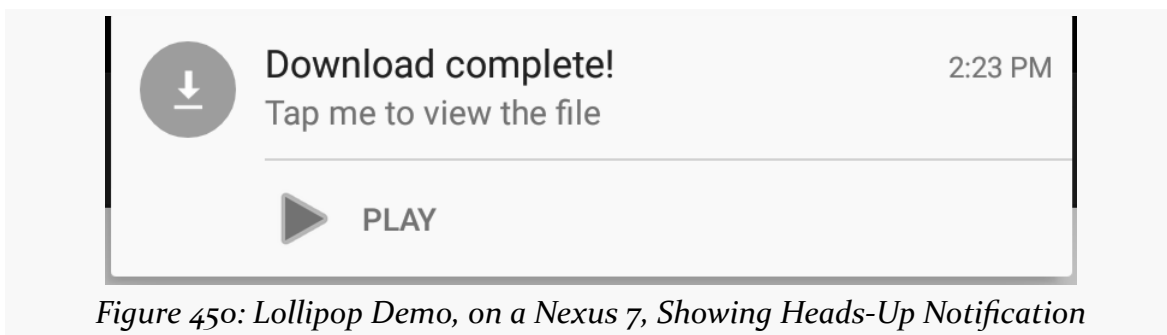 Download complete!
2:23 PM
Tap me to view the file
PLAY
Figure 450: Lollipop Demo, on a Nexus 7, Showing Heads-Up Notification